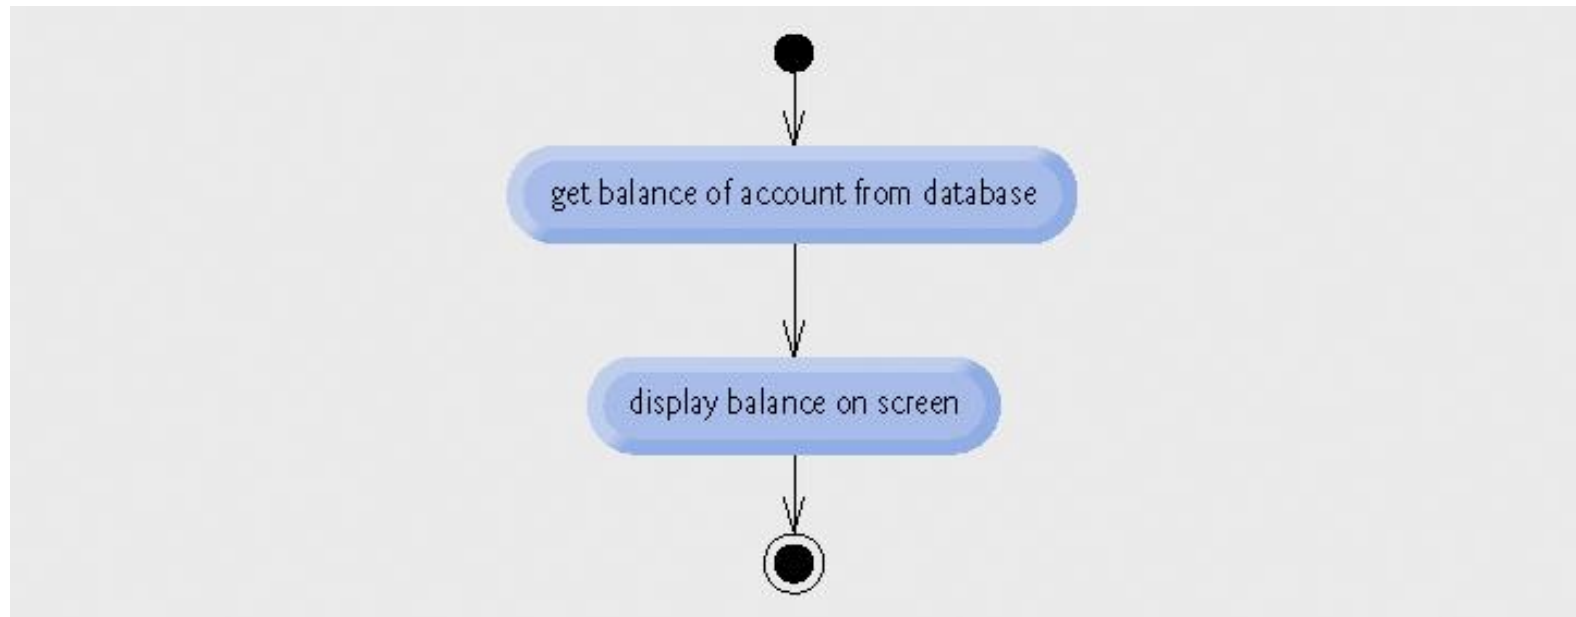 get balance of account from database
display balance on screen